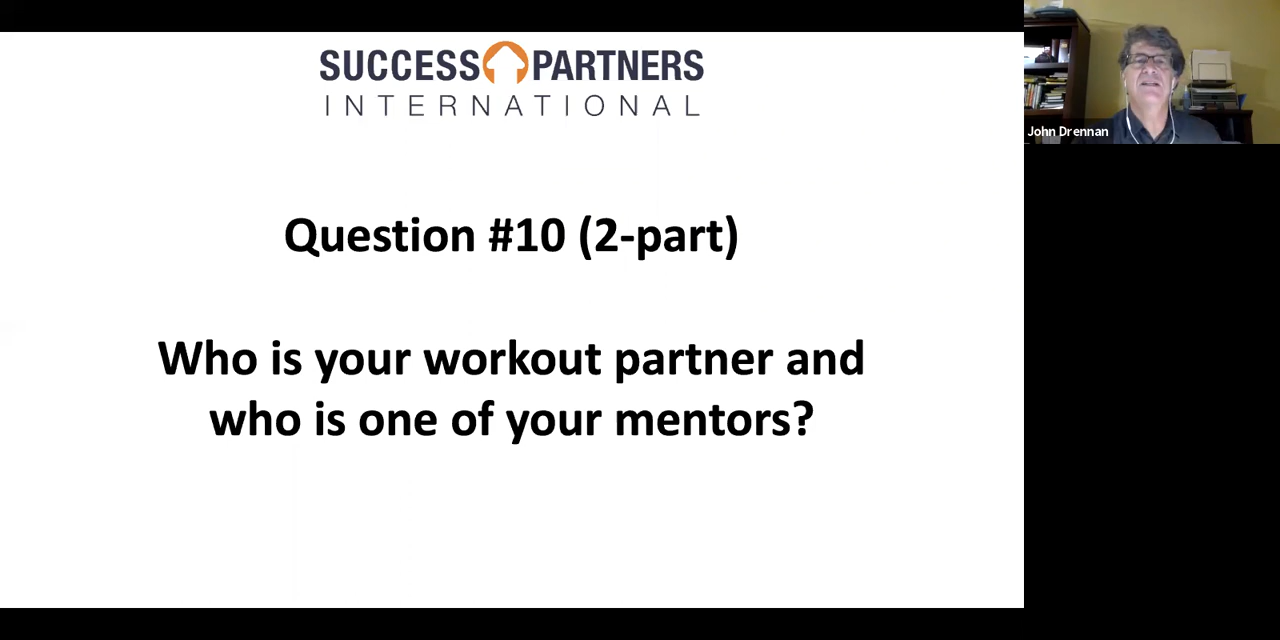 SUCCESS PARTNERS
INTERNATIONAL
John Drennan
Question #10 (2-part)
Who is your workout partner and
who is one of your mentors?